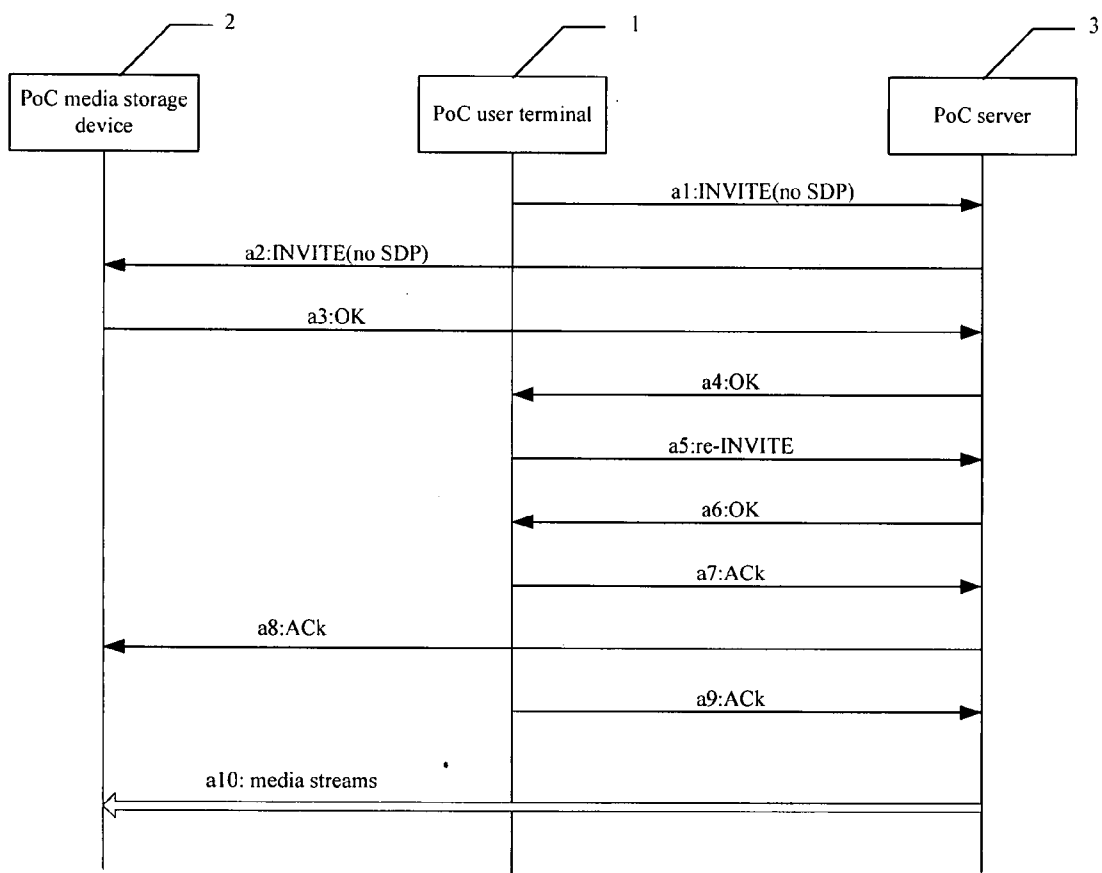 2
1
3
PoC media storage
device
PoC user terminal
PoC server
a1:INVITE(no SDP)
a2:INVITE(no SDP)
a3:OK
a4:OK
a5:re-INVITE
a6:OK
a7:ACk
a8:ACk
a9:ACk
a10: media streams